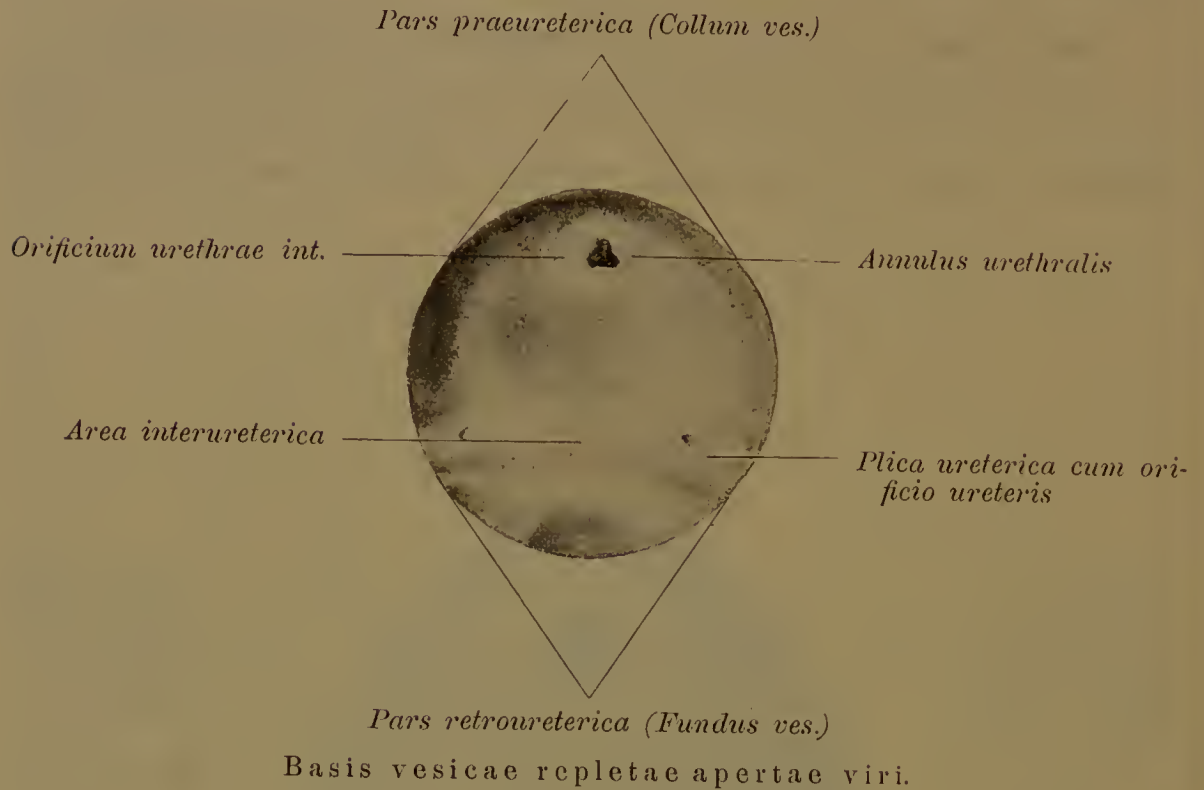 Pars praeureterica (Collum ves.)
Orificium urethrae int.
Annulus urethralis
Area interureterica
Plica ureterica cum ori-
ficio ureteris
Pars retroureterica (Fundus ves.)
Basis vesicae repletae apertae viri.